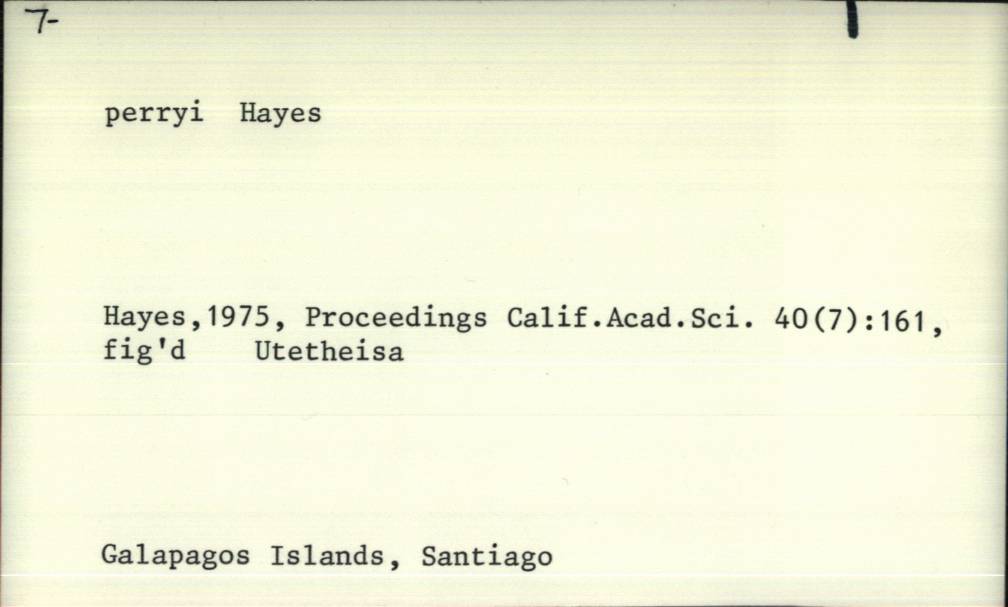 7-
perryi Hayes
Hayes,1975, Proceedings Calif.Acad.Sci. 40(7):161,
fig'd Utetheisa
Galapagos Islands, Santiago